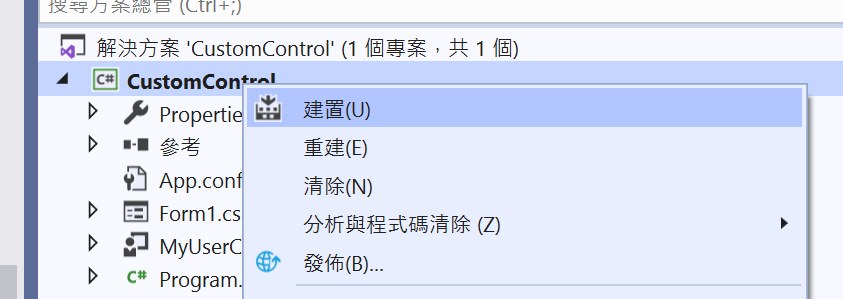 搜尋方案總管 (Ctrl+;)
解決方案 'CustomControl' (1 個專案，共 1 個)
C# CustomControl
Propertie
參考
App.conf
Form1.cs
MyUserC
C# Program.
建置(U)
重建(E)
清除(N)
分析與程式碼清除 (Z)
發佈(B)...